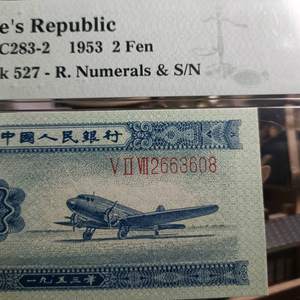 e's Republic
C283-2 1953 2 Fen
k 527 - R. Numerals & S/N
中國人民銀行
V II VII 2663608
一九五三年